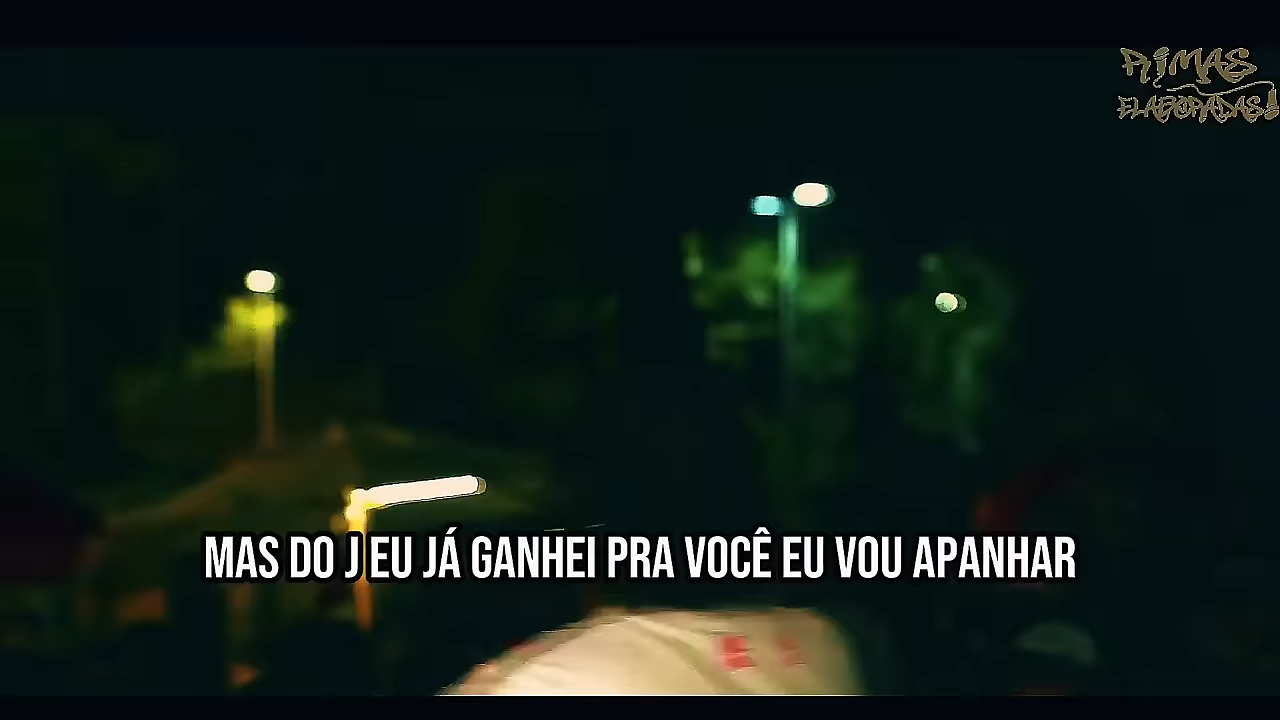 RIMAS
ELABORADAS!
MAS DO J EU JÁ GANHEI PRA VOCÊ EU VOU APANHAR